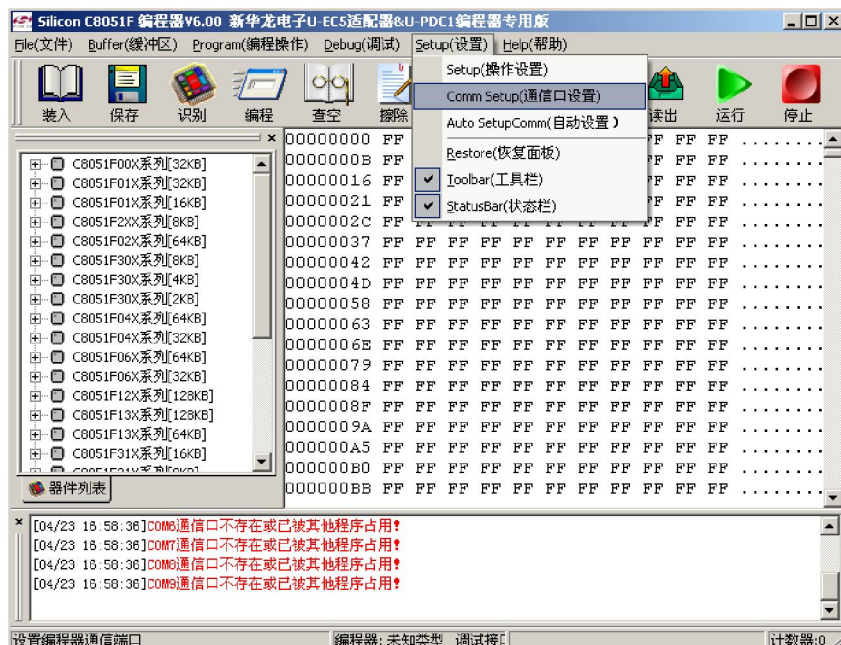 Silicon C8051F 编程器V6.00 新华龙电子U-EC5适配器&U-PDC1编程器专用版
File(文件) Buffer(缓冲区) Program(编程操作) Debug(调试) Setup(设置) Help(帮助)
装入 保存 识别 编程 查空 擦除 读出 运行 停止
Setup(操作设置)
Comm Setup(通信口设置)
Auto SetupComm(自动设置)
Restore(恢复面板)
Toolbar(工具栏)
StatusBar(状态栏)
C8051F00X系列[32KB]
C8051F01X系列[32KB]
C8051F01X系列[16KB]
C8051F2XX系列[8KB]
C8051F02X系列[64KB]
C8051F30X系列[8KB]
C8051F30X系列[4KB]
C8051F30X系列[2KB]
C8051F04X系列[64KB]
C8051F04X系列[32KB]
C8051F06X系列[64KB]
C8051F06X系列[32KB]
C8051F12X系列[128KB]
C8051F13X系列[128KB]
C8051F13X系列[64KB]
C8051F31X系列[16KB]
器件列表
00000000 FF FF FF FF ........
0000000B FF FF FF FF ........
00000016 FF FF FF FF ........
00000021 FF FF FF FF ........
0000002C FF FF FF FF FF FF FF FF FF FF FF ........
00000037 FF FF FF FF FF FF FF FF FF FF FF ........
00000042 FF FF FF FF FF FF FF FF FF FF FF ........
0000004D FF FF FF FF FF FF FF FF FF FF FF ........
00000058 FF FF FF FF FF FF FF FF FF FF FF ........
00000063 FF FF FF FF FF FF FF FF FF FF FF ........
0000006E FF FF FF FF FF FF FF FF FF FF FF ........
00000079 FF FF FF FF FF FF FF FF FF FF FF ........
00000084 FF FF FF FF FF FF FF FF FF FF FF ........
0000008F FF FF FF FF FF FF FF FF FF FF FF ........
0000009A FF FF FF FF FF FF FF FF FF FF FF ........
000000A5 FF FF FF FF FF FF FF FF FF FF FF ........
000000B0 FF FF FF FF FF FF FF FF FF FF FF ........
000000BB FF FF FF FF FF FF FF FF FF FF FF ........
[04/23 16:58:36]COM6通信口不存在或已被其他程序占用!
[04/23 16:58:36]COM7通信口不存在或已被其他程序占用!
[04/23 16:58:36]COM8通信口不存在或已被其他程序占用!
[04/23 16:58:36]COM9通信口不存在或已被其他程序占用!
设置编程器通信端口 编程器: 未知类型 调试接 计数器:0